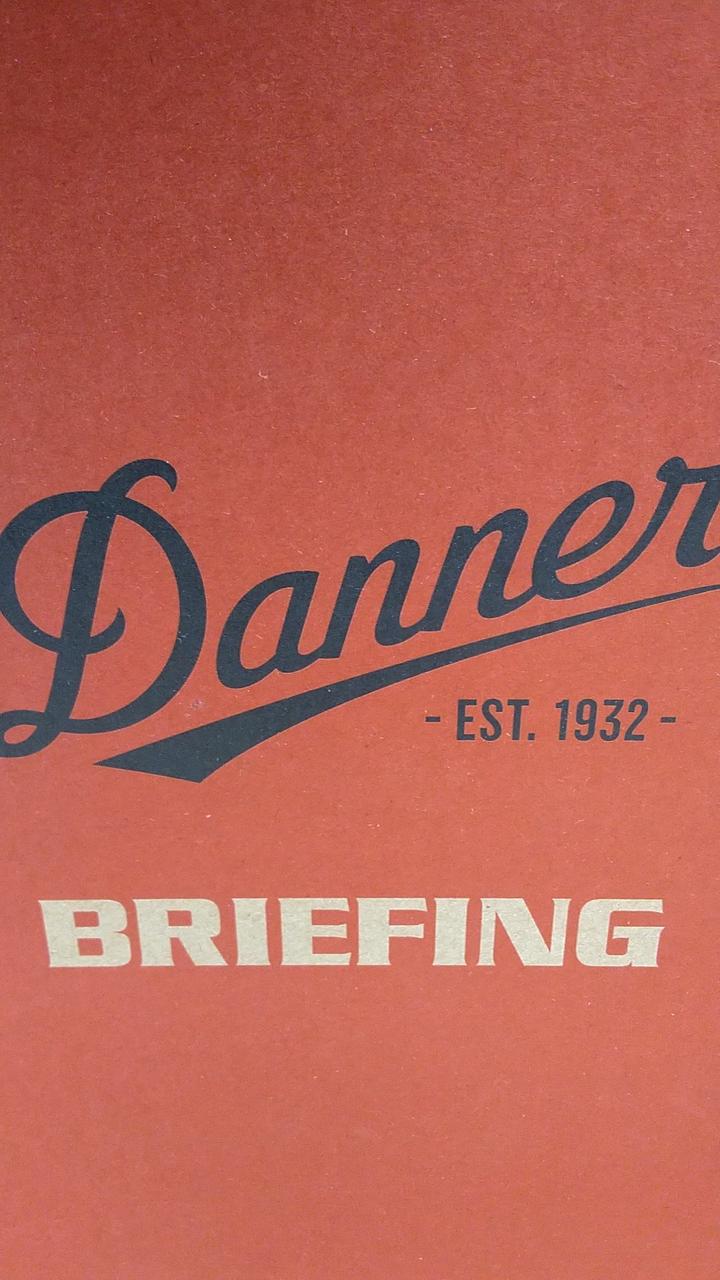 Danner
- EST. 1932 -
BRIEFING